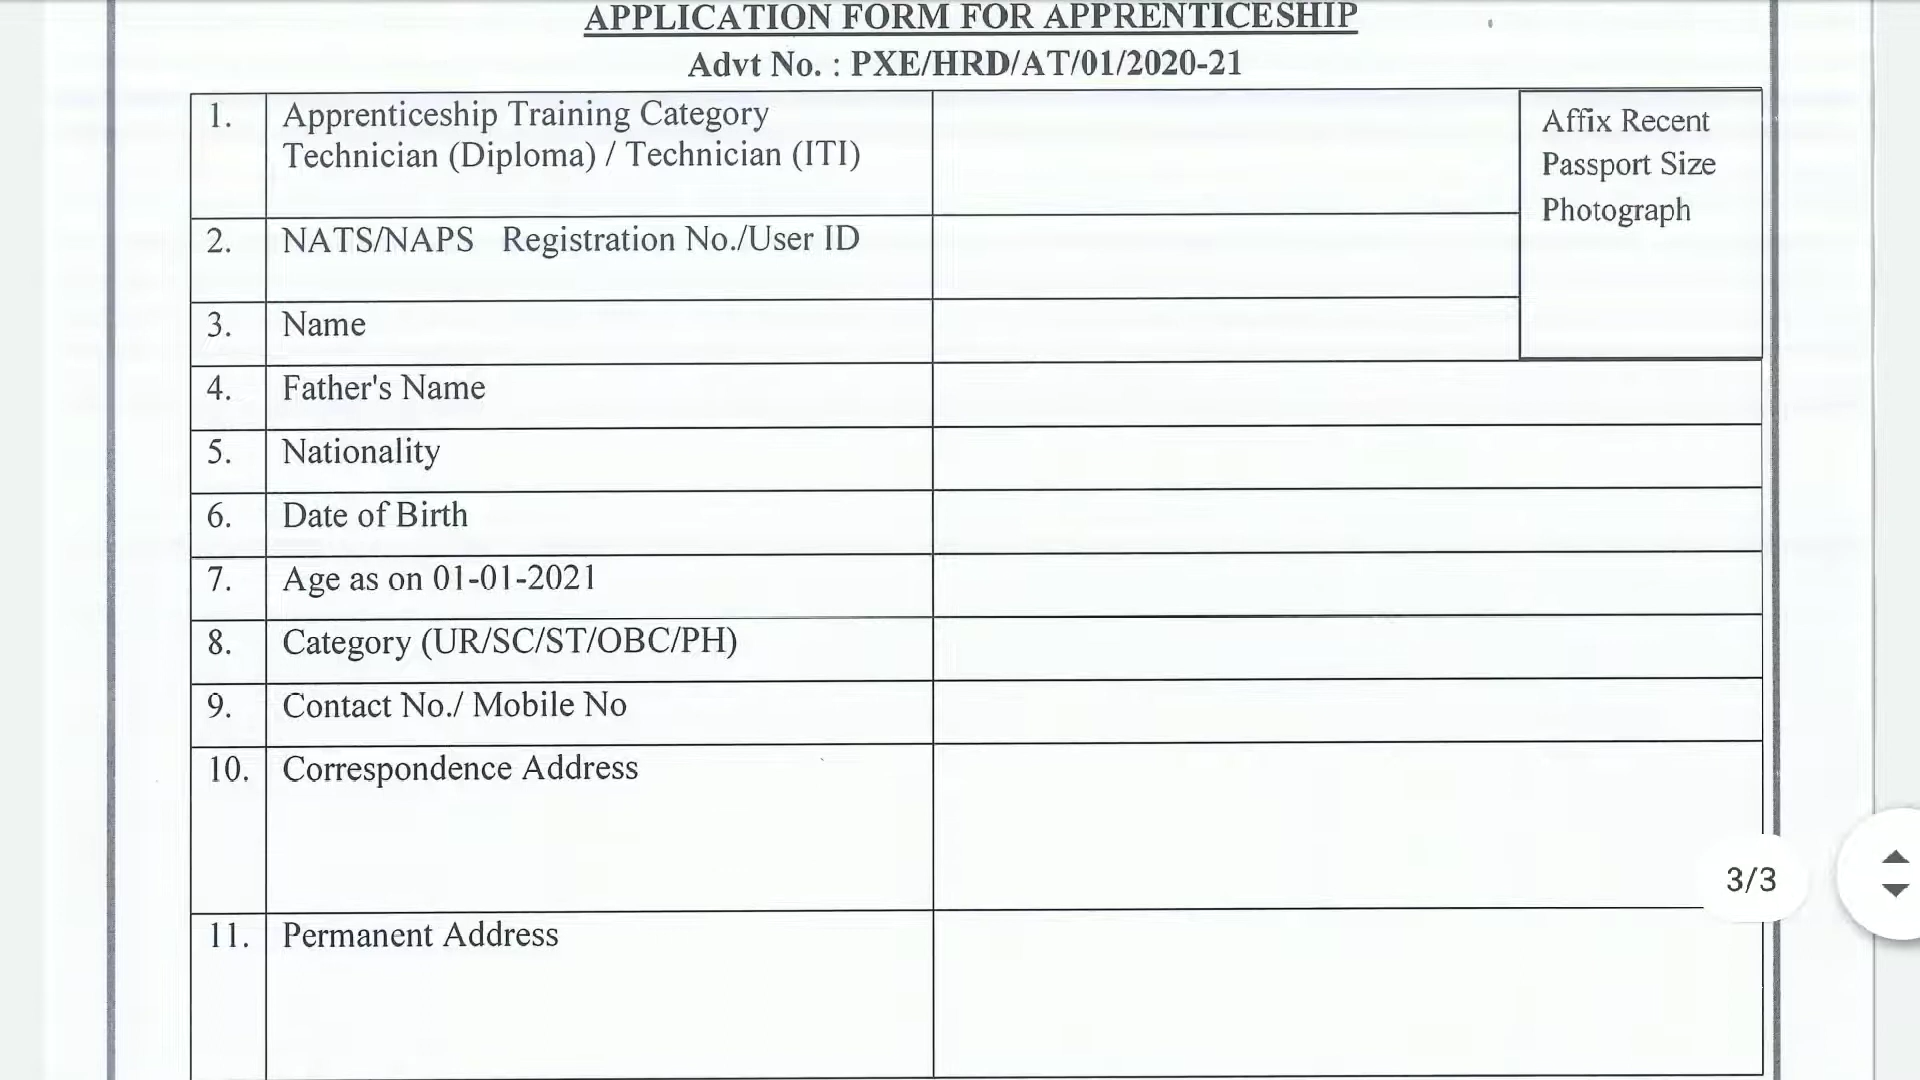 APPLICATION FORM FOR APPRENTICESHIP
Advt No. : PXE/HRD/AT/01/2020-21
1. Apprenticeship Training Category
Technician (Diploma) / Technician (ITI)
Affix Recent
Passport Size
Photograph
2. NATS/NAPS Registration No./User ID
3. Name
4. Father's Name
5. Nationality
6. Date of Birth
7. Age as on 01-01-2021
8. Category (UR/SC/ST/OBC/PH)
9. Contact No./ Mobile No
10. Correspondence Address
3/3
11. Permanent Address